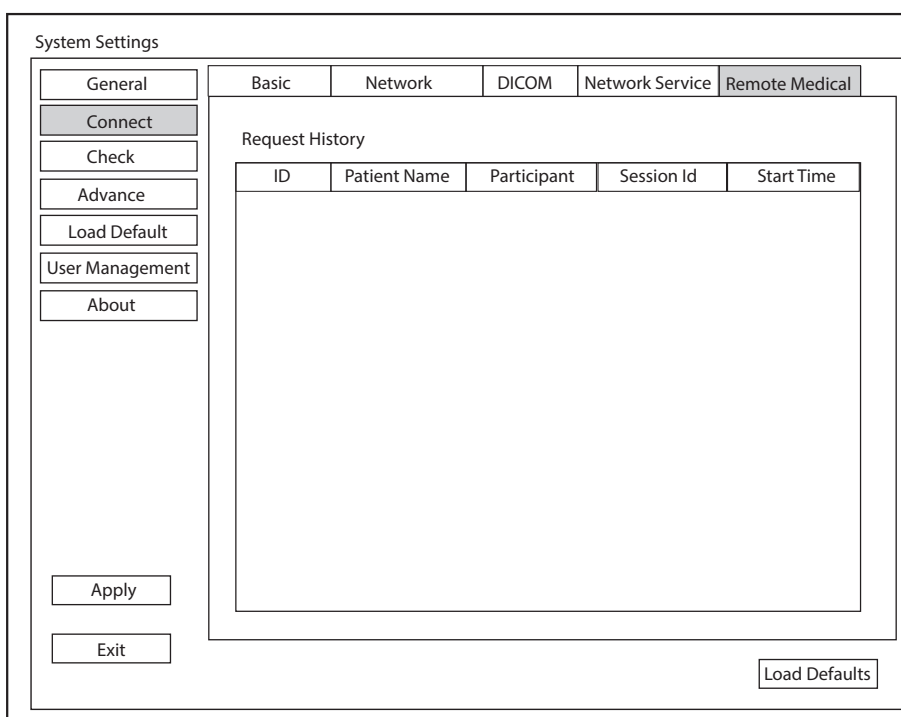 System Settings
General
Connect
Check
Advance
Load Default
User Management
About
Apply
Exit
Basic
Network
DICOM
Network Service
Remote Medical
Request History
ID
Patient Name
Participant
Session Id
Start Time
Load Defaults